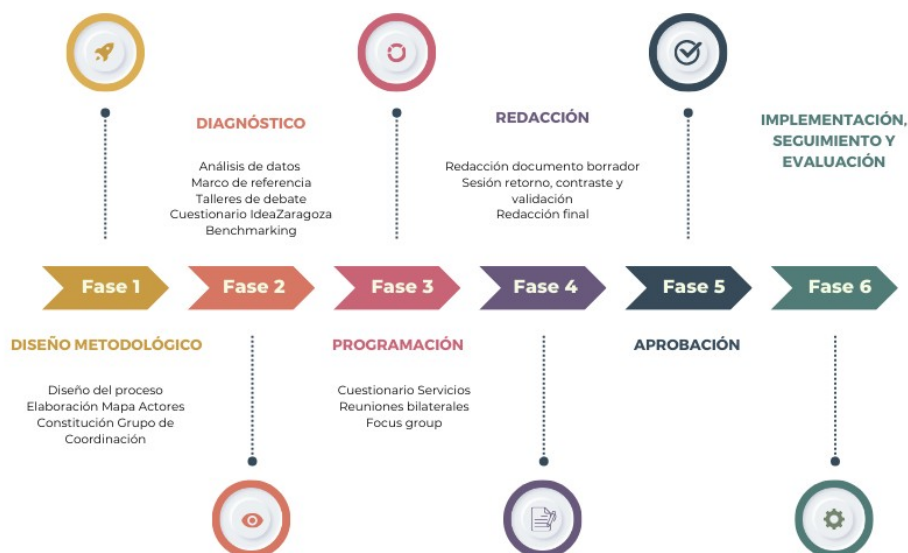 DIAGNÓSTICO
Análisis de datos
Marco de referencia
Talleres de debate
Cuestionario IdeaZaragoza
Benchmarking
REDACCIÓN
Redacción documento borrador
Sesión retorno, contraste y
validación
Redacción final
IMPLEMENTACIÓN,
SEGUIMIENTO Y
EVALUACIÓN
Fase 1
Fase 2
Fase 3
Fase 4
Fase 5
Fase 6
DISEÑO METODOLÓGICO
Diseño del proceso
Elaboración Mapa Actores
Constitución Grupo de
Coordinación
PROGRAMACIÓN
Cuestionario Servicios
Reuniones bilaterales
Focus group
APROBACIÓN